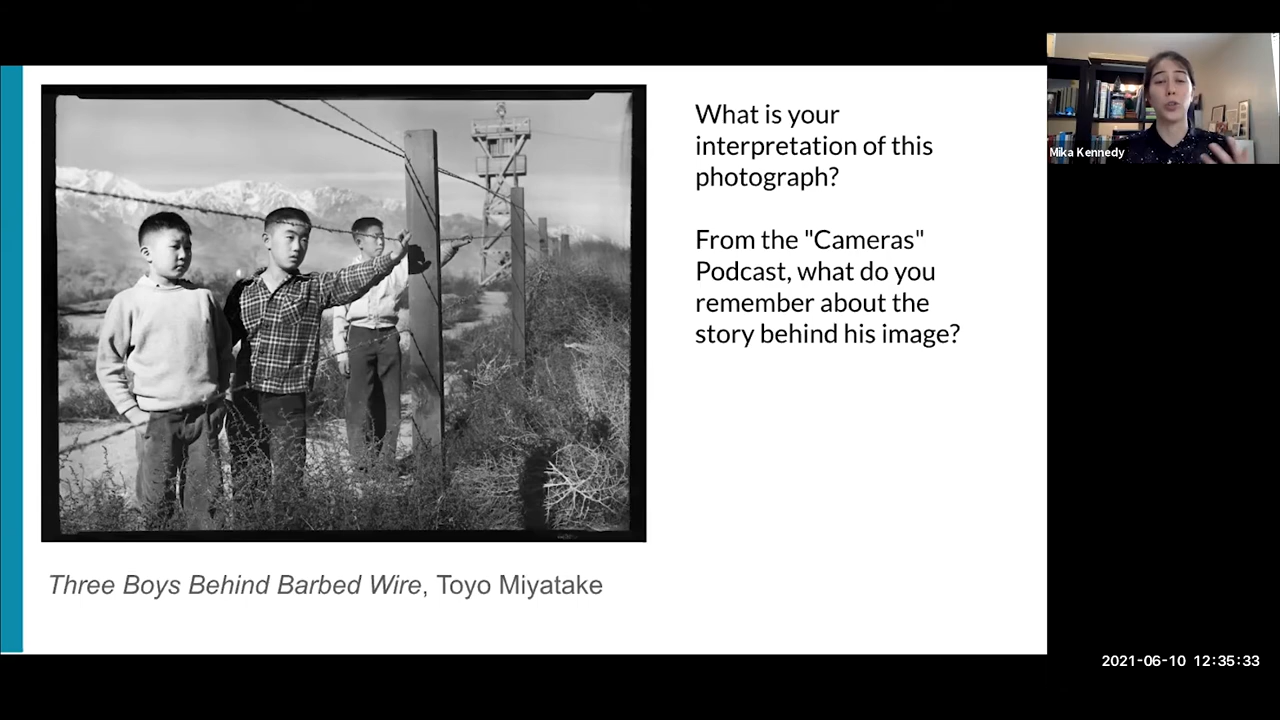 What is your
interpretation of this
photograph?
From the "Cameras"
Podcast, what do you
remember about the
story behind his image?
Mika Kennedy
Three Boys Behind Barbed Wire, Toyo Miyatake
2021-06-10 12:35:33